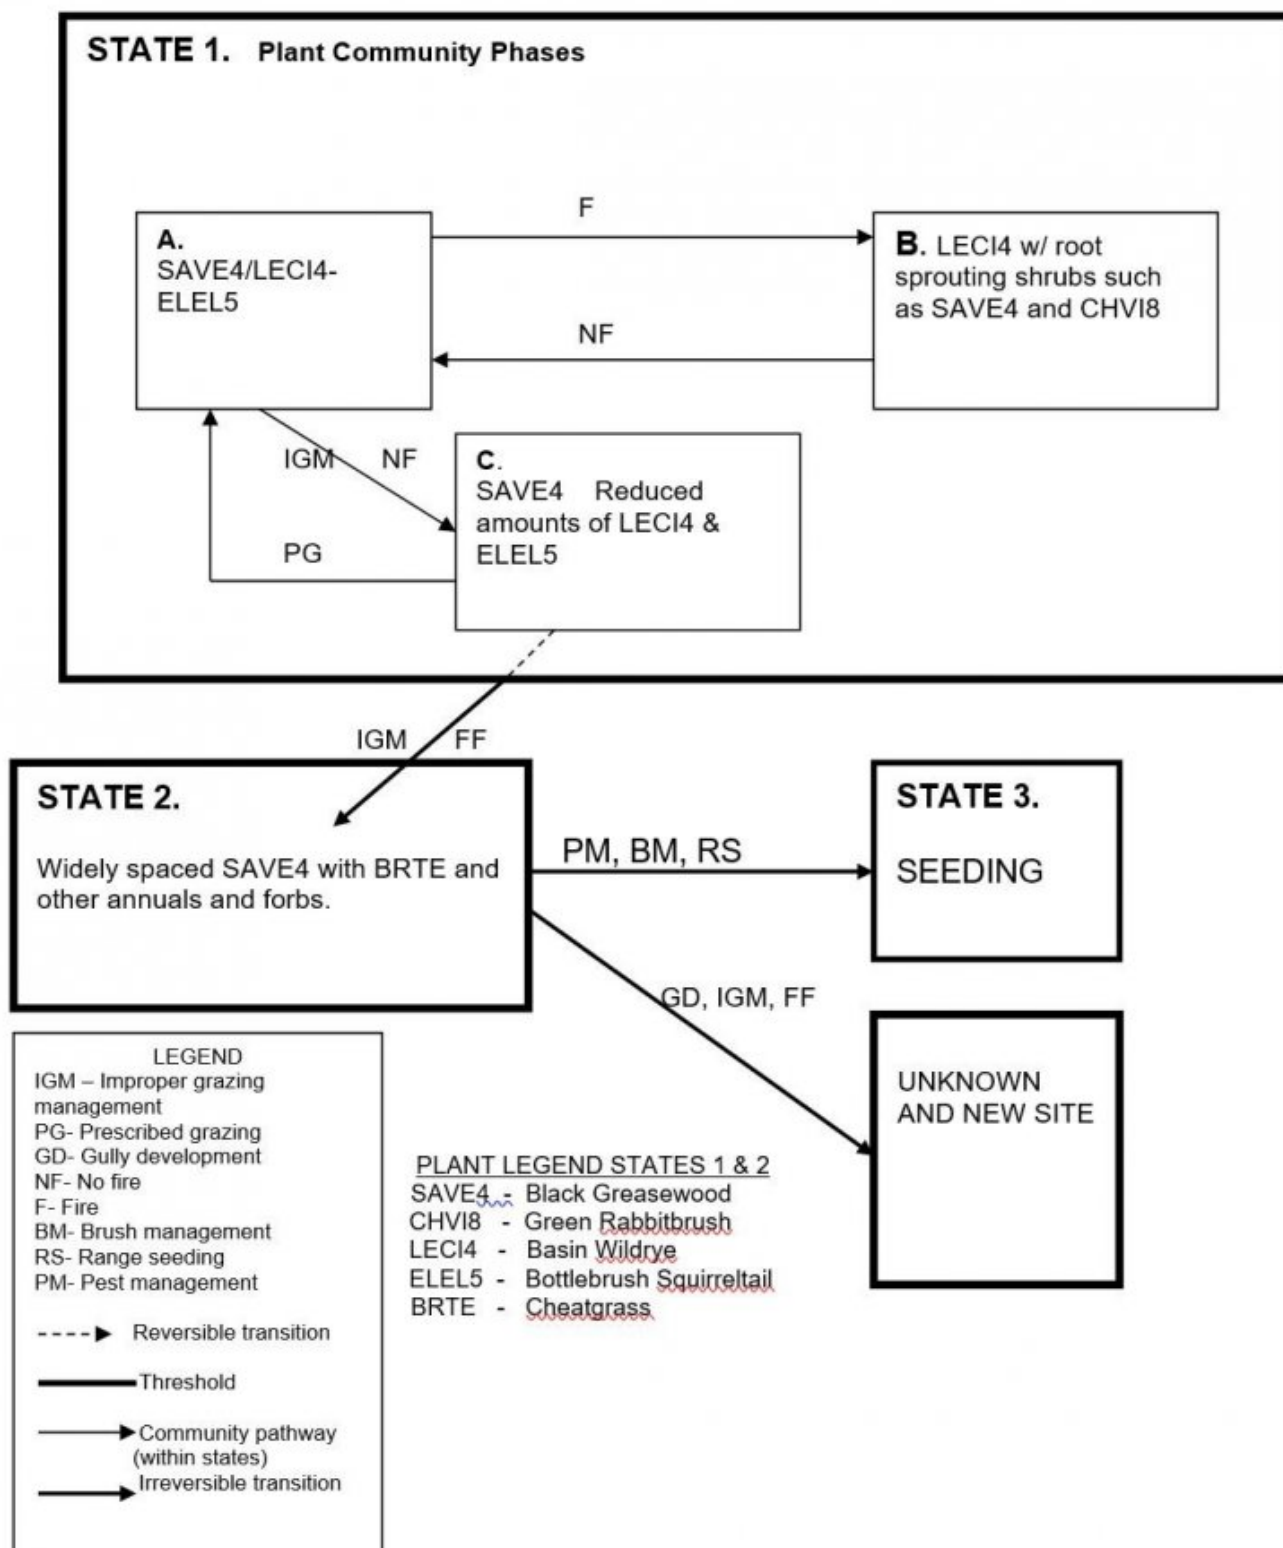 STATE 1. Plant Community Phases
F
A.
SAVE4/LECI4-
ELEL5
B. LECI4 w/ root
sprouting shrubs such
as SAVE4 and CHVI8
NF
IGM NF
C.
SAVE4 Reduced
amounts of LECI4 &
ELEL5
PG
IGM FF
STATE 2.
Widely spaced SAVE4 with BRTE and
other annuals and forbs.
PM, BM, RS
STATE 3.
SEEDING
GD, IGM, FF
UNKNOWN
AND NEW SITE
LEGEND
IGM – Improper grazing
management
PG- Prescribed grazing
GD- Gully development
NF- No fire
F- Fire
BM- Brush management
RS- Range seeding
PM- Pest management
Reversible transition
Threshold
Community pathway
(within states)
Irreversible transition
PLANT LEGEND STATES 1 & 2
SAVE4 - Black Greasewood
CHVI8 - Green Rabbitbrush
LECI4 - Basin Wildrye
ELEL5 - Bottlebrush Squirreltail
BRTE - Cheatgrass